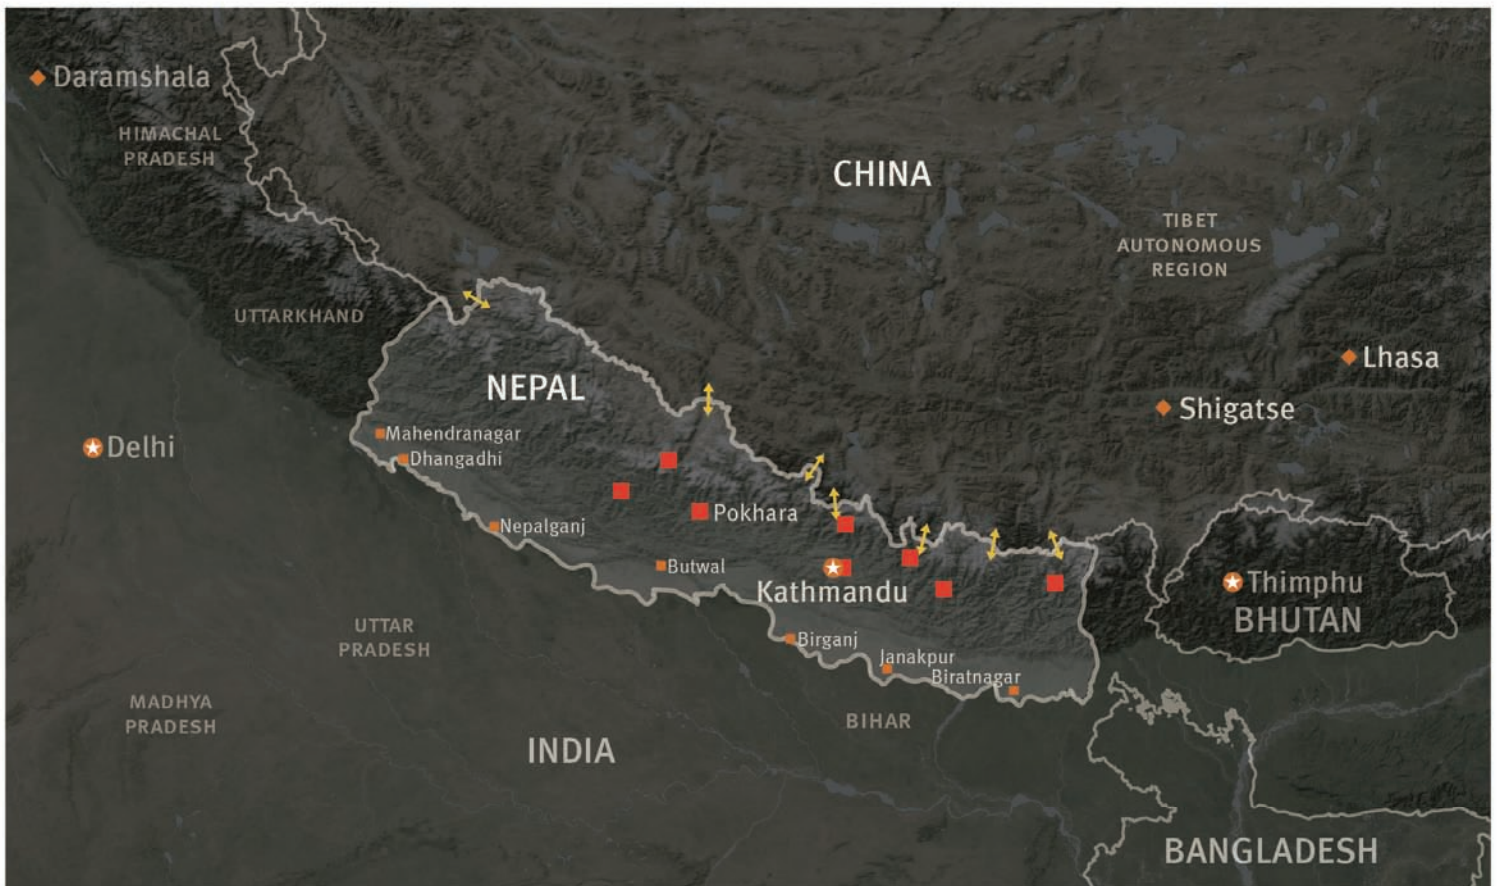 Daramshala
HIMACHAL
PRADESH
CHINA
TIBET
AUTONOMOUS
REGION
UTTARKHAND
Lhasa
NEPAL
Shigatse
Mahendranagar
Delhi
Dhangadhi
Pokhara
Nepalganj
Butwal
Kathmandu
Thimphu
BHUTAN
UTTAR
PRADESH
Birganj
Janakpur
Biratnagar
MADHYA
PRADESH
BIHAR
INDIA
BANGLADESH